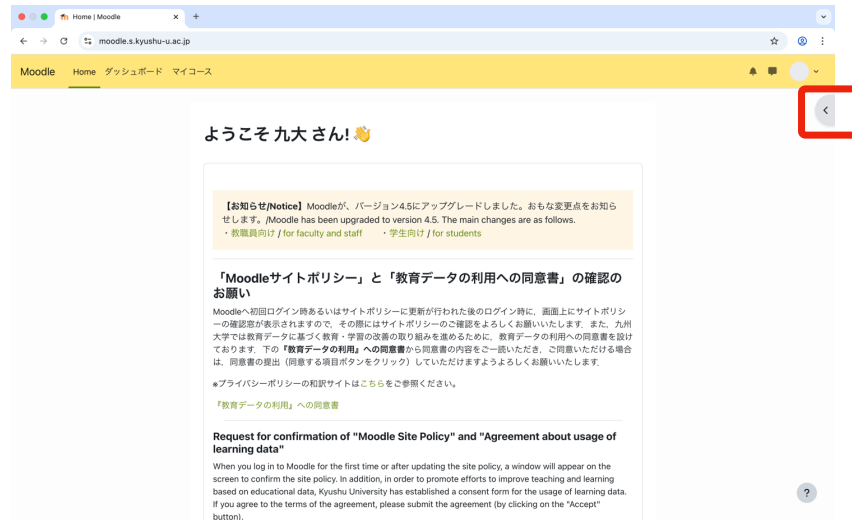 Home | Moodle
moodle.s.kyushu-u.ac.jp
Moodle Home ダッシュボード マイコース
ようこそ 九大 さん! 👋
【お知らせ/Notice】Moodleが、バージョン4.5にアップグレードしました。おもな変更点をお知ら
せします。/Moodle has been upgraded to version 4.5. The main changes are as follows.
・教職員向け / for faculty and staff ・学生向け / for students
「Moodleサイトポリシー」と「教育データの利用への同意書」の確認の
お願い
Moodleへ初回ログイン時あるいはサイトポリシーに更新が行われた後のログイン時に，画面上にサイトポリシ
ーの確認窓が表示されますので，その際にはサイトポリシーのご確認をよろしくお願いいたします．また，九州
大学では教育データに基づく教育・学習の改善の取り組みを進めるために，教育データの利用への同意書を設け
ております．下の『教育データの利用』への同意書から同意書の内容をご一読いただき，ご同意いただける場合
は，同意書の提出（同意する項目ボタンをクリック）していただけますようよろしくお願いいたします．
※プライバシーポリシーの和訳サイトはこちらをご参照ください。
『教育データの利用』への同意書
Request for confirmation of "Moodle Site Policy" and "Agreement about usage of
learning data"
When you log in to Moodle for the first time or after updating the site policy, a window will appear on the
screen to confirm the site policy. In addition, in order to promote efforts to improve teaching and learning
based on educational data, Kyushu University has established a consent form for the usage of learning data.
If you agree to the terms of the agreement, please submit the agreement (by clicking on the "Accept"
button).
?